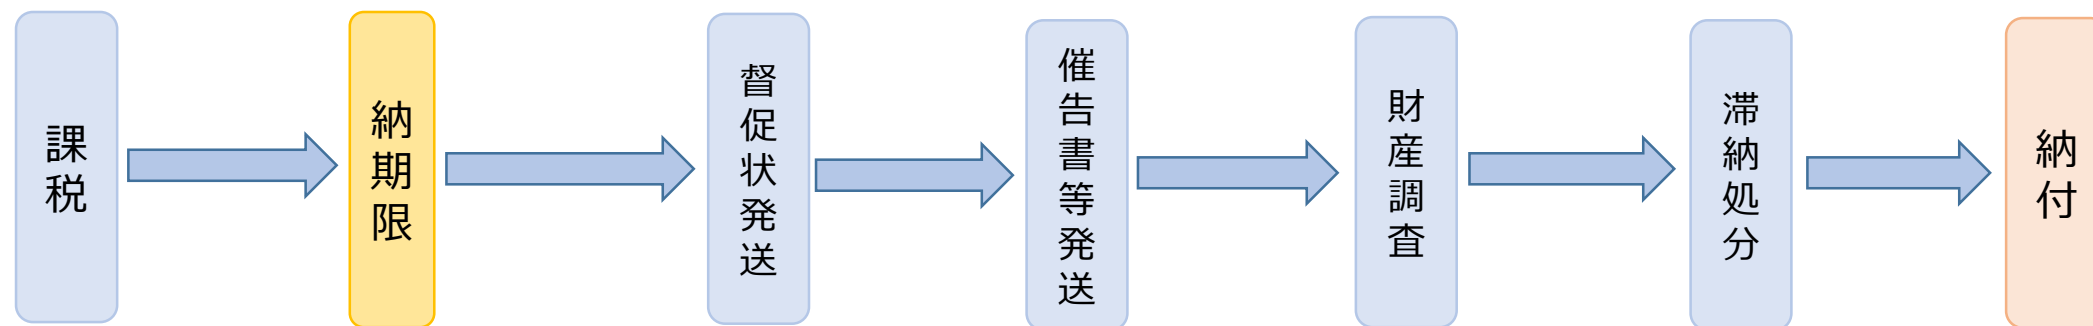 課税
納期限
督促状発送
催告書等発送
財産調査
滞納処分
納付